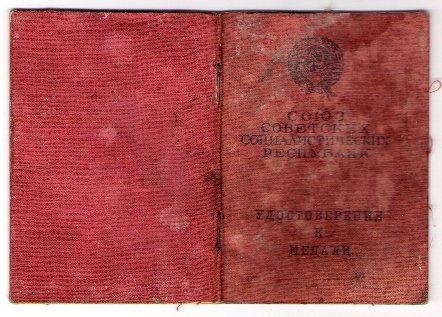 СОЮЗ
СОВЕТСКИХ
СОЦИАЛИСТИЧЕСКИХ
РЕСПУБЛИК
УДОСТОВЕРЕНИЕ
К
МЕДАЛИ